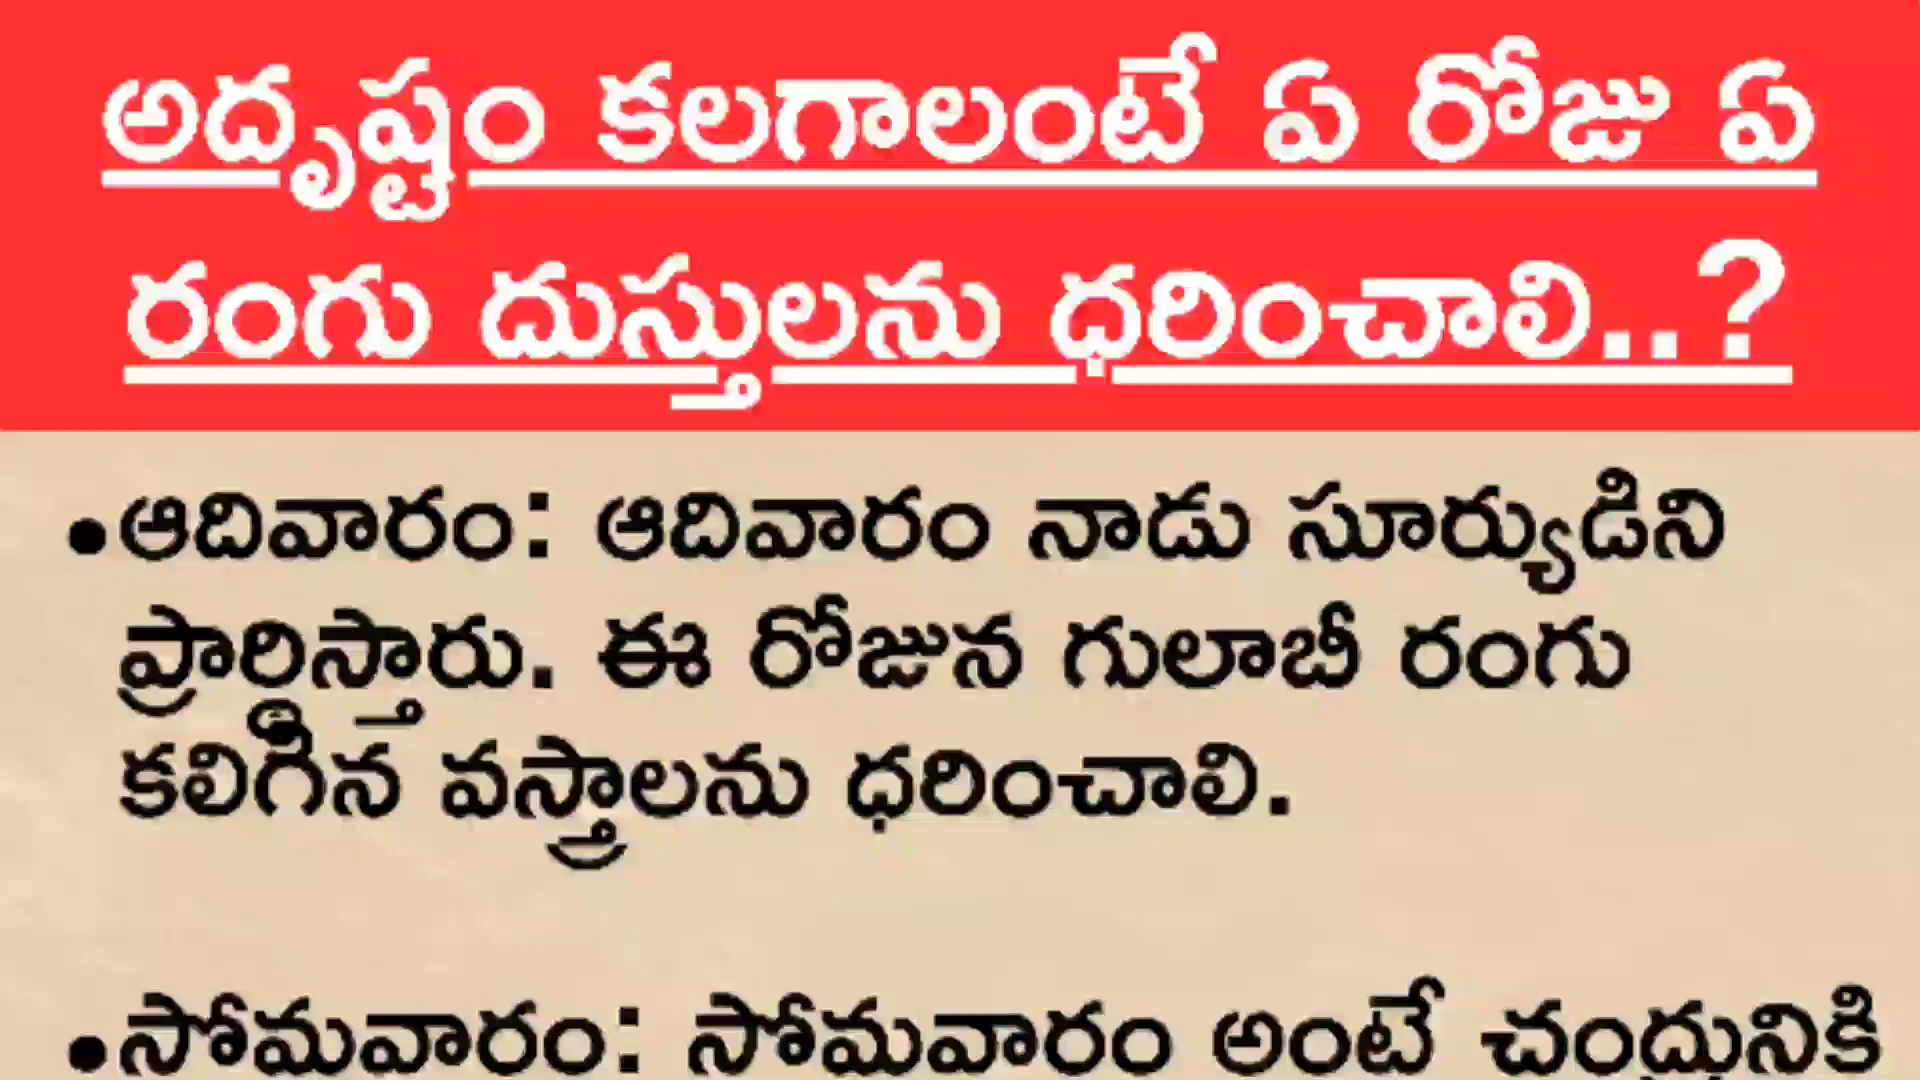 అదృష్టం కలగాలంటే ఏ రోజు ఏ
రంగు దుస్తులను ధరించాలి..?
•ఆదివారం: ఆదివారం నాడు సూర్యుడిని
ప్రార్థిస్తారు. ఈ రోజున గులాబీ రంగు
కలిగిన వస్త్రాలను ధరించాలి.
•సోమవారం: సోమవారం అంటే చంద్రునికి